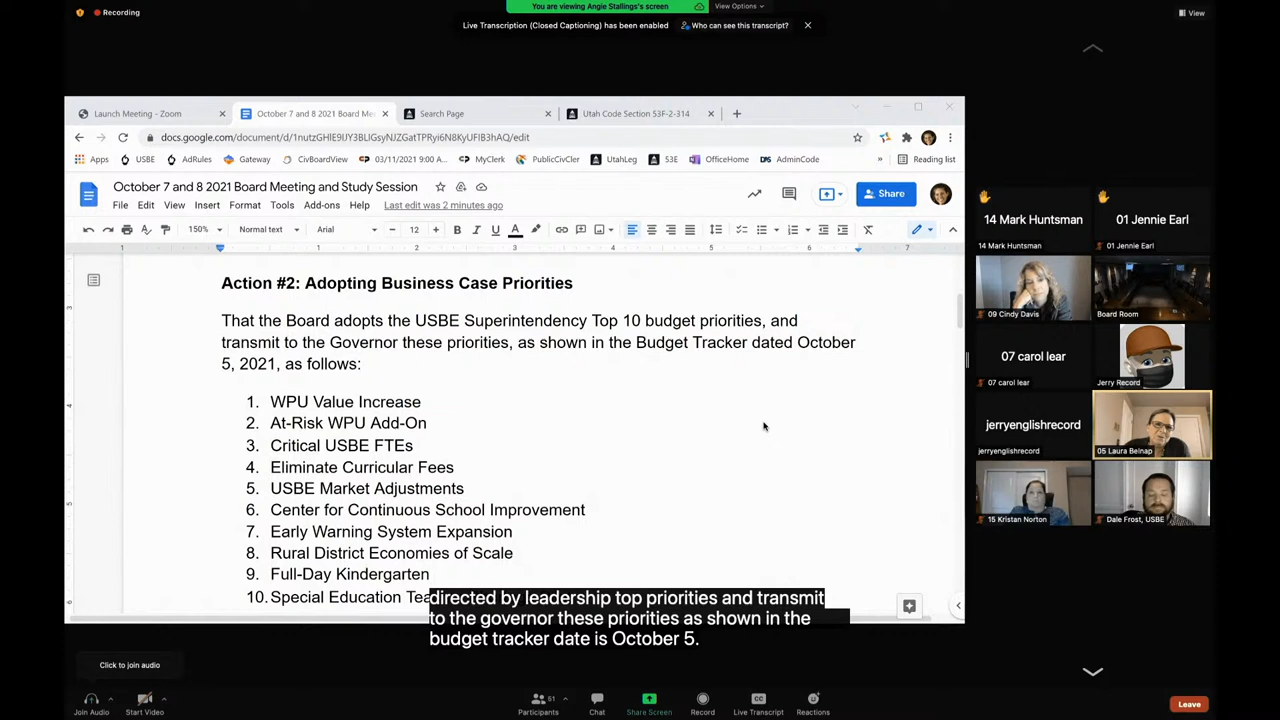 Recording
You are viewing Angie Stallings's screen
View Options
Live Transcription (Closed Captioning) has been enabled
Who can see this transcript?
View
Launch Meeting - Zoom
October 7 and 8 2021 Board Mee
Search Page
Utah Code Section 53F-2-314
Apps
USBE
AdRules
Gateway
CivBoardView
03/11/2021 9:00 A...
MyClerk
PublicCivCler
UtahLeg
53E
OfficeHome
AdminCode
Reading list
October 7 and 8 2021 Board Meeting and Study Session
Share
File Edit View Insert Format Tools Add-ons Help Last edit was 2 minutes ago
150% Normal text Arial 12
1 1 2 3 4 5 6 7
Action #2: Adopting Business Case Priorities
That the Board adopts the USBE Superintendency Top 10 budget priorities, and
transmit to the Governor these priorities, as shown in the Budget Tracker dated October
5, 2021, as follows:
1. WPU Value Increase
2. At-Risk WPU Add-On
3. Critical USBE FTEs
4. Eliminate Curricular Fees
5. USBE Market Adjustments
6. Center for Continuous School Improvement
7. Early Warning System Expansion
8. Rural District Economies of Scale
9. Full-Day Kindergarten
10. Special Education Tea
directed by leadership top priorities and transmit
to the governor these priorities as shown in the
budget tracker date is October 5.
14 Mark Huntsman
14 Mark Huntsman
01 Jennie Earl
01 Jennie Earl
09 Cindy Davis
Board Room
07 carol lear
07 carol lear
Jerry Record
jerryenglishrecord
jerryenglishrecord
05 Laura Belnap
15 Kristan Norton
Dale Frost, USBE
Click to join audio
Join Audio
Start Video
51
Participants
Chat
Share Screen
Record
Live Transcript
Reactions
Leave